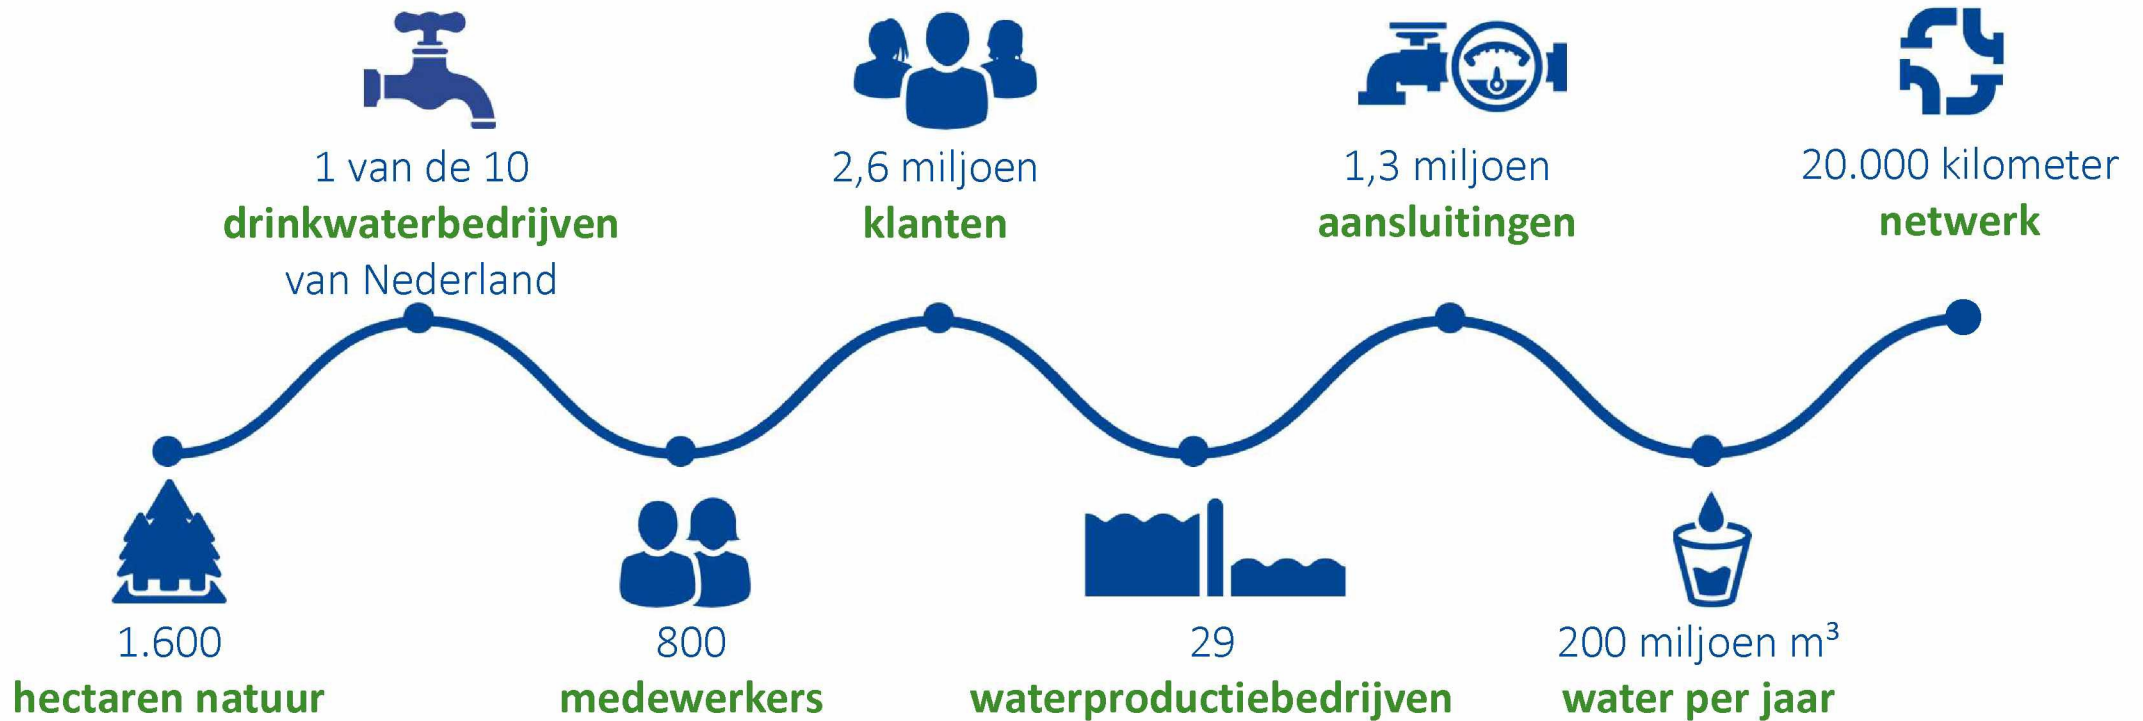 1 van de 10
drinkwaterbedrijven
van Nederland
2,6 miljoen
klanten
1,3 miljoen
aansluitingen
20.000 kilometer
netwerk
1.600
hectaren natuur
800
medewerkers
29
waterproductiebedrijven
200 miljoen m³
water per jaar